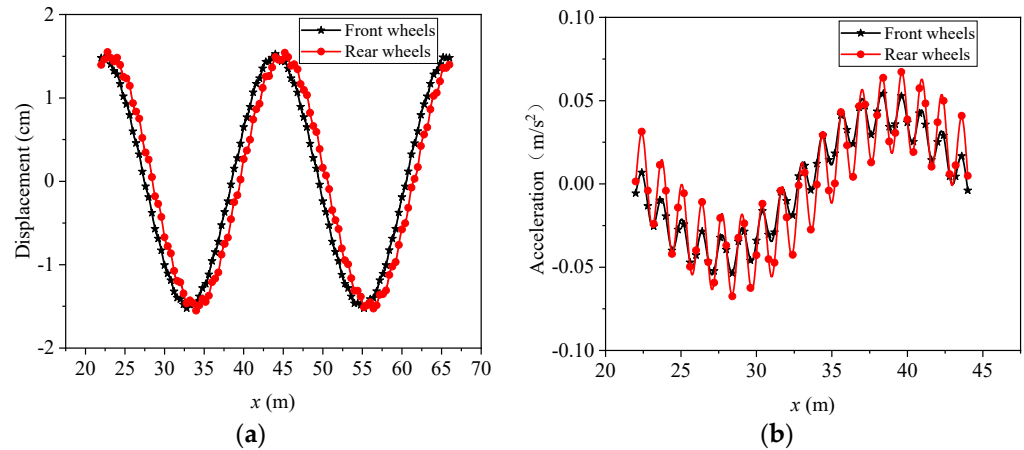 Front wheels
Rear wheels
Displacement (cm)
2
1
0
-1
-2
20 25 30 35 40 45 50 55 60 65 70
x (m)
(a)
Front wheels
Rear wheels
Acceleration（ m/s²）
0.10
0.05
0.00
-0.05
-0.10
20 25 30 35 40 45
x (m)
(b)